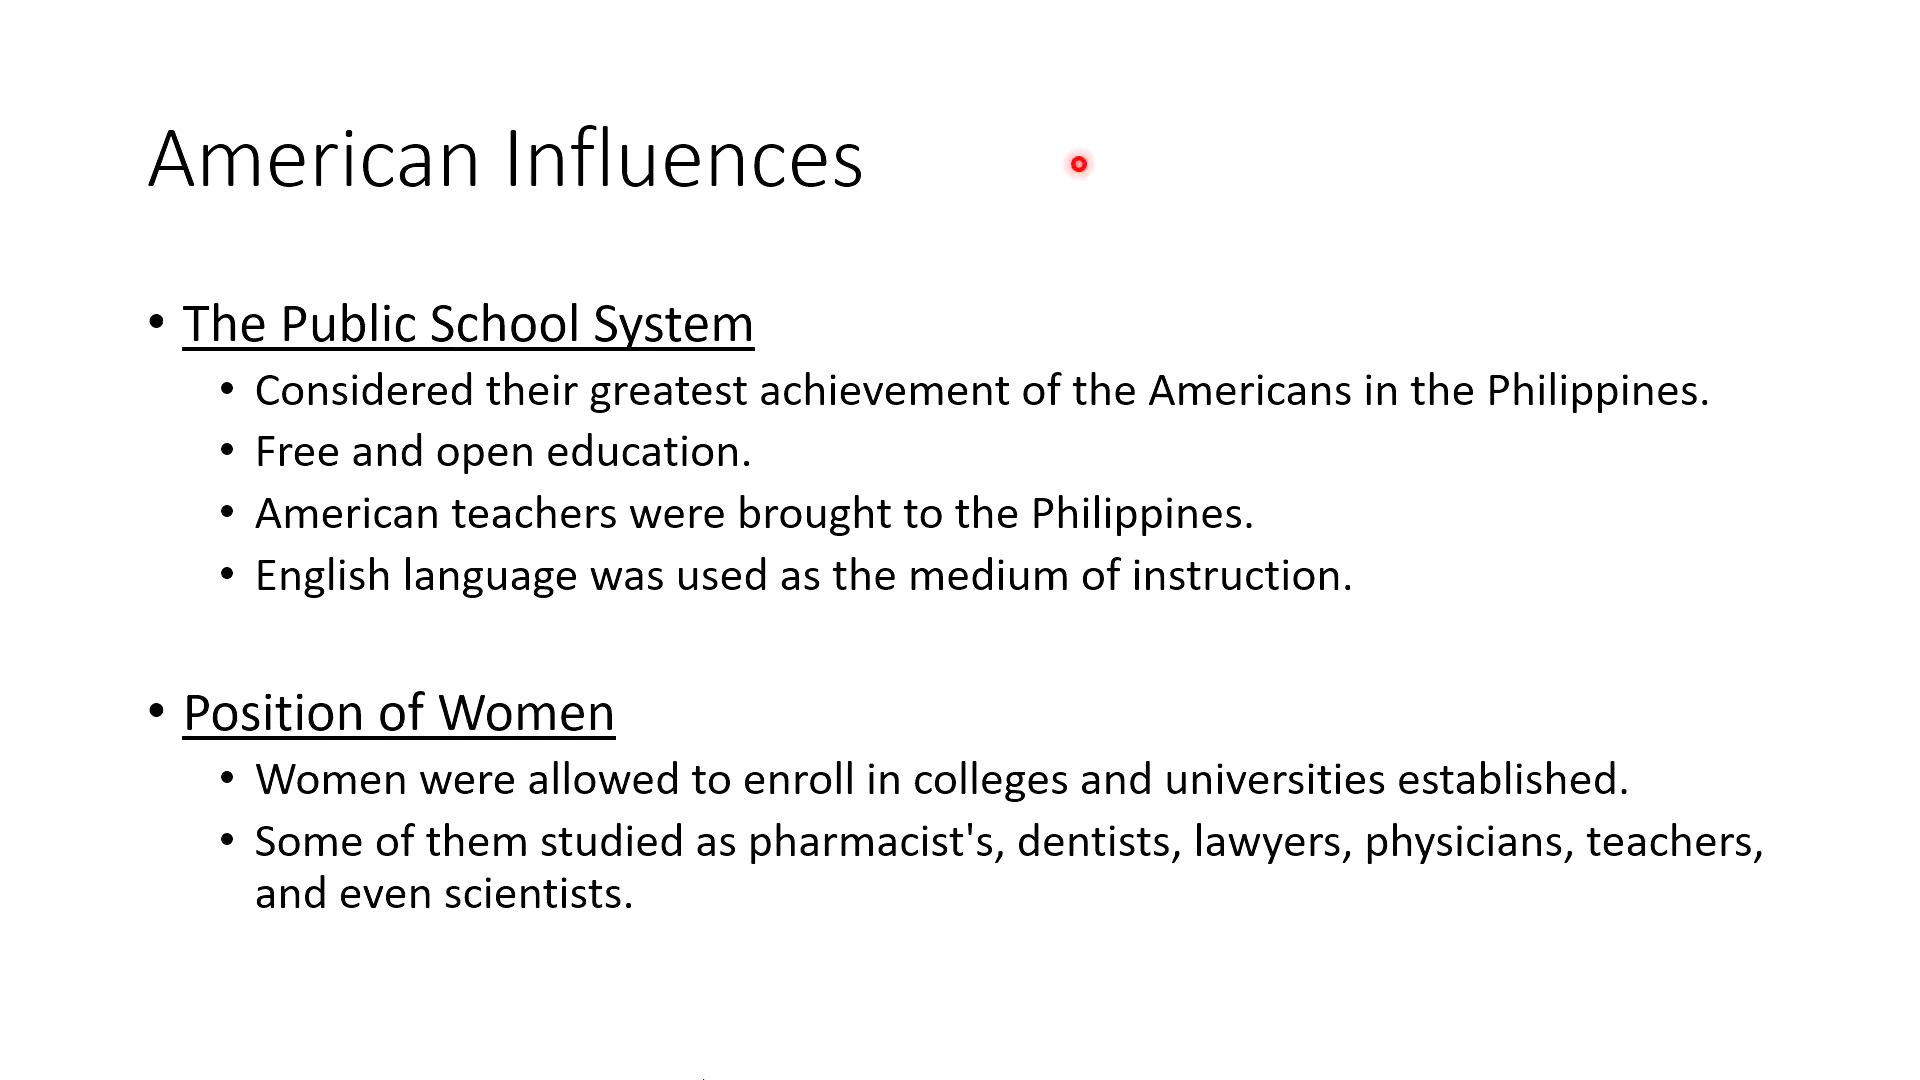 American Influences
• The Public School System
• Considered their greatest achievement of the Americans in the Philippines.
• Free and open education.
• American teachers were brought to the Philippines.
• English language was used as the medium of instruction.
• Position of Women
• Women were allowed to enroll in colleges and universities established.
• Some of them studied as pharmacist's, dentists, lawyers, physicians, teachers,
and even scientists.